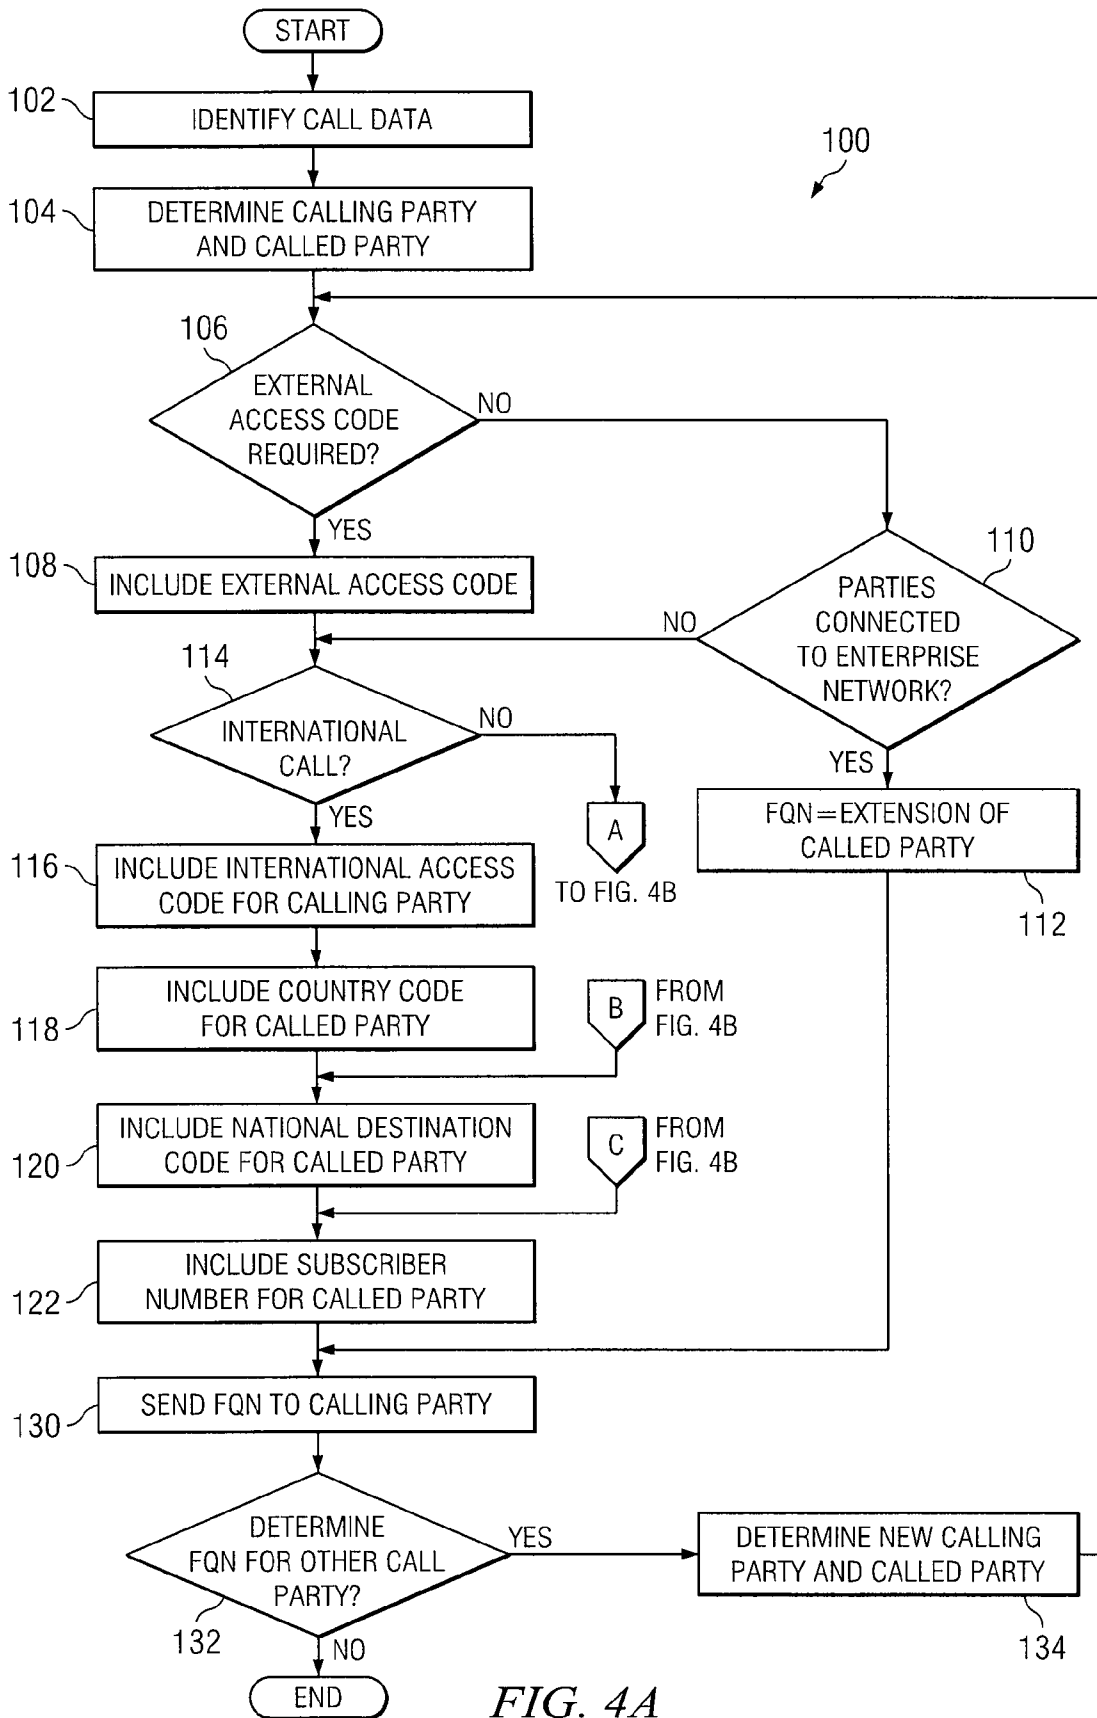 START
102
IDENTIFY CALL DATA
100
104
DETERMINE CALLING PARTY
AND CALLED PARTY
106
EXTERNAL
ACCESS CODE
REQUIRED?
NO
YES
108
INCLUDE EXTERNAL ACCESS CODE
110
PARTIES
CONNECTED
TO ENTERPRISE
NETWORK?
NO
YES
114
INTERNATIONAL
CALL?
NO
YES
A
TO FIG. 4B
FQN=EXTENSION OF
CALLED PARTY
112
116
INCLUDE INTERNATIONAL ACCESS
CODE FOR CALLING PARTY
118
INCLUDE COUNTRY CODE
FOR CALLED PARTY
B
FROM
FIG. 4B
120
INCLUDE NATIONAL DESTINATION
CODE FOR CALLED PARTY
C
FROM
FIG. 4B
122
INCLUDE SUBSCRIBER
NUMBER FOR CALLED PARTY
130
SEND FQN TO CALLING PARTY
DETERMINE
FQN FOR OTHER CALL
PARTY?
132
YES
NO
DETERMINE NEW CALLING
PARTY AND CALLED PARTY
134
END
FIG. 4A